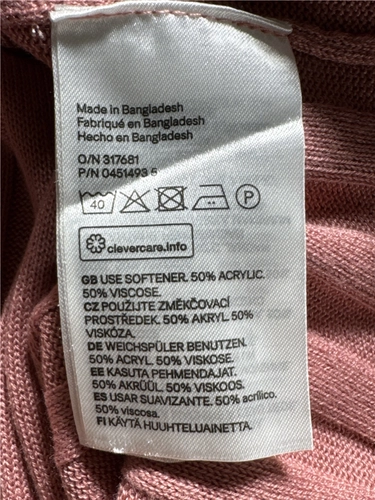 Made in Bangladesh
Fabriqué en Bangladesh
Hecho en Bangladesh
O/N 317681
P/N 0451493 5
40
P
clevercare.info
GB USE SOFTENER. 50% ACRYLIC.
50% VISCOSE.
CZ POUŽIJTE ZMĚKČOVACÍ
PROSTŘEDEK. 50% AKRYL. 50%
VISKÓZA.
DE WEICHSPÜLER BENUTZEN.
50% ACRYL. 50% VISKOSE.
EE KASUTA PEHMENDAJAT.
50% AKRÜÜL. 50% VISKOOS.
ES USAR SUAVIZANTE. 50% acrílico.
50% viscosa.
FI KÄYTÄ HUUHTELUAINETTA.